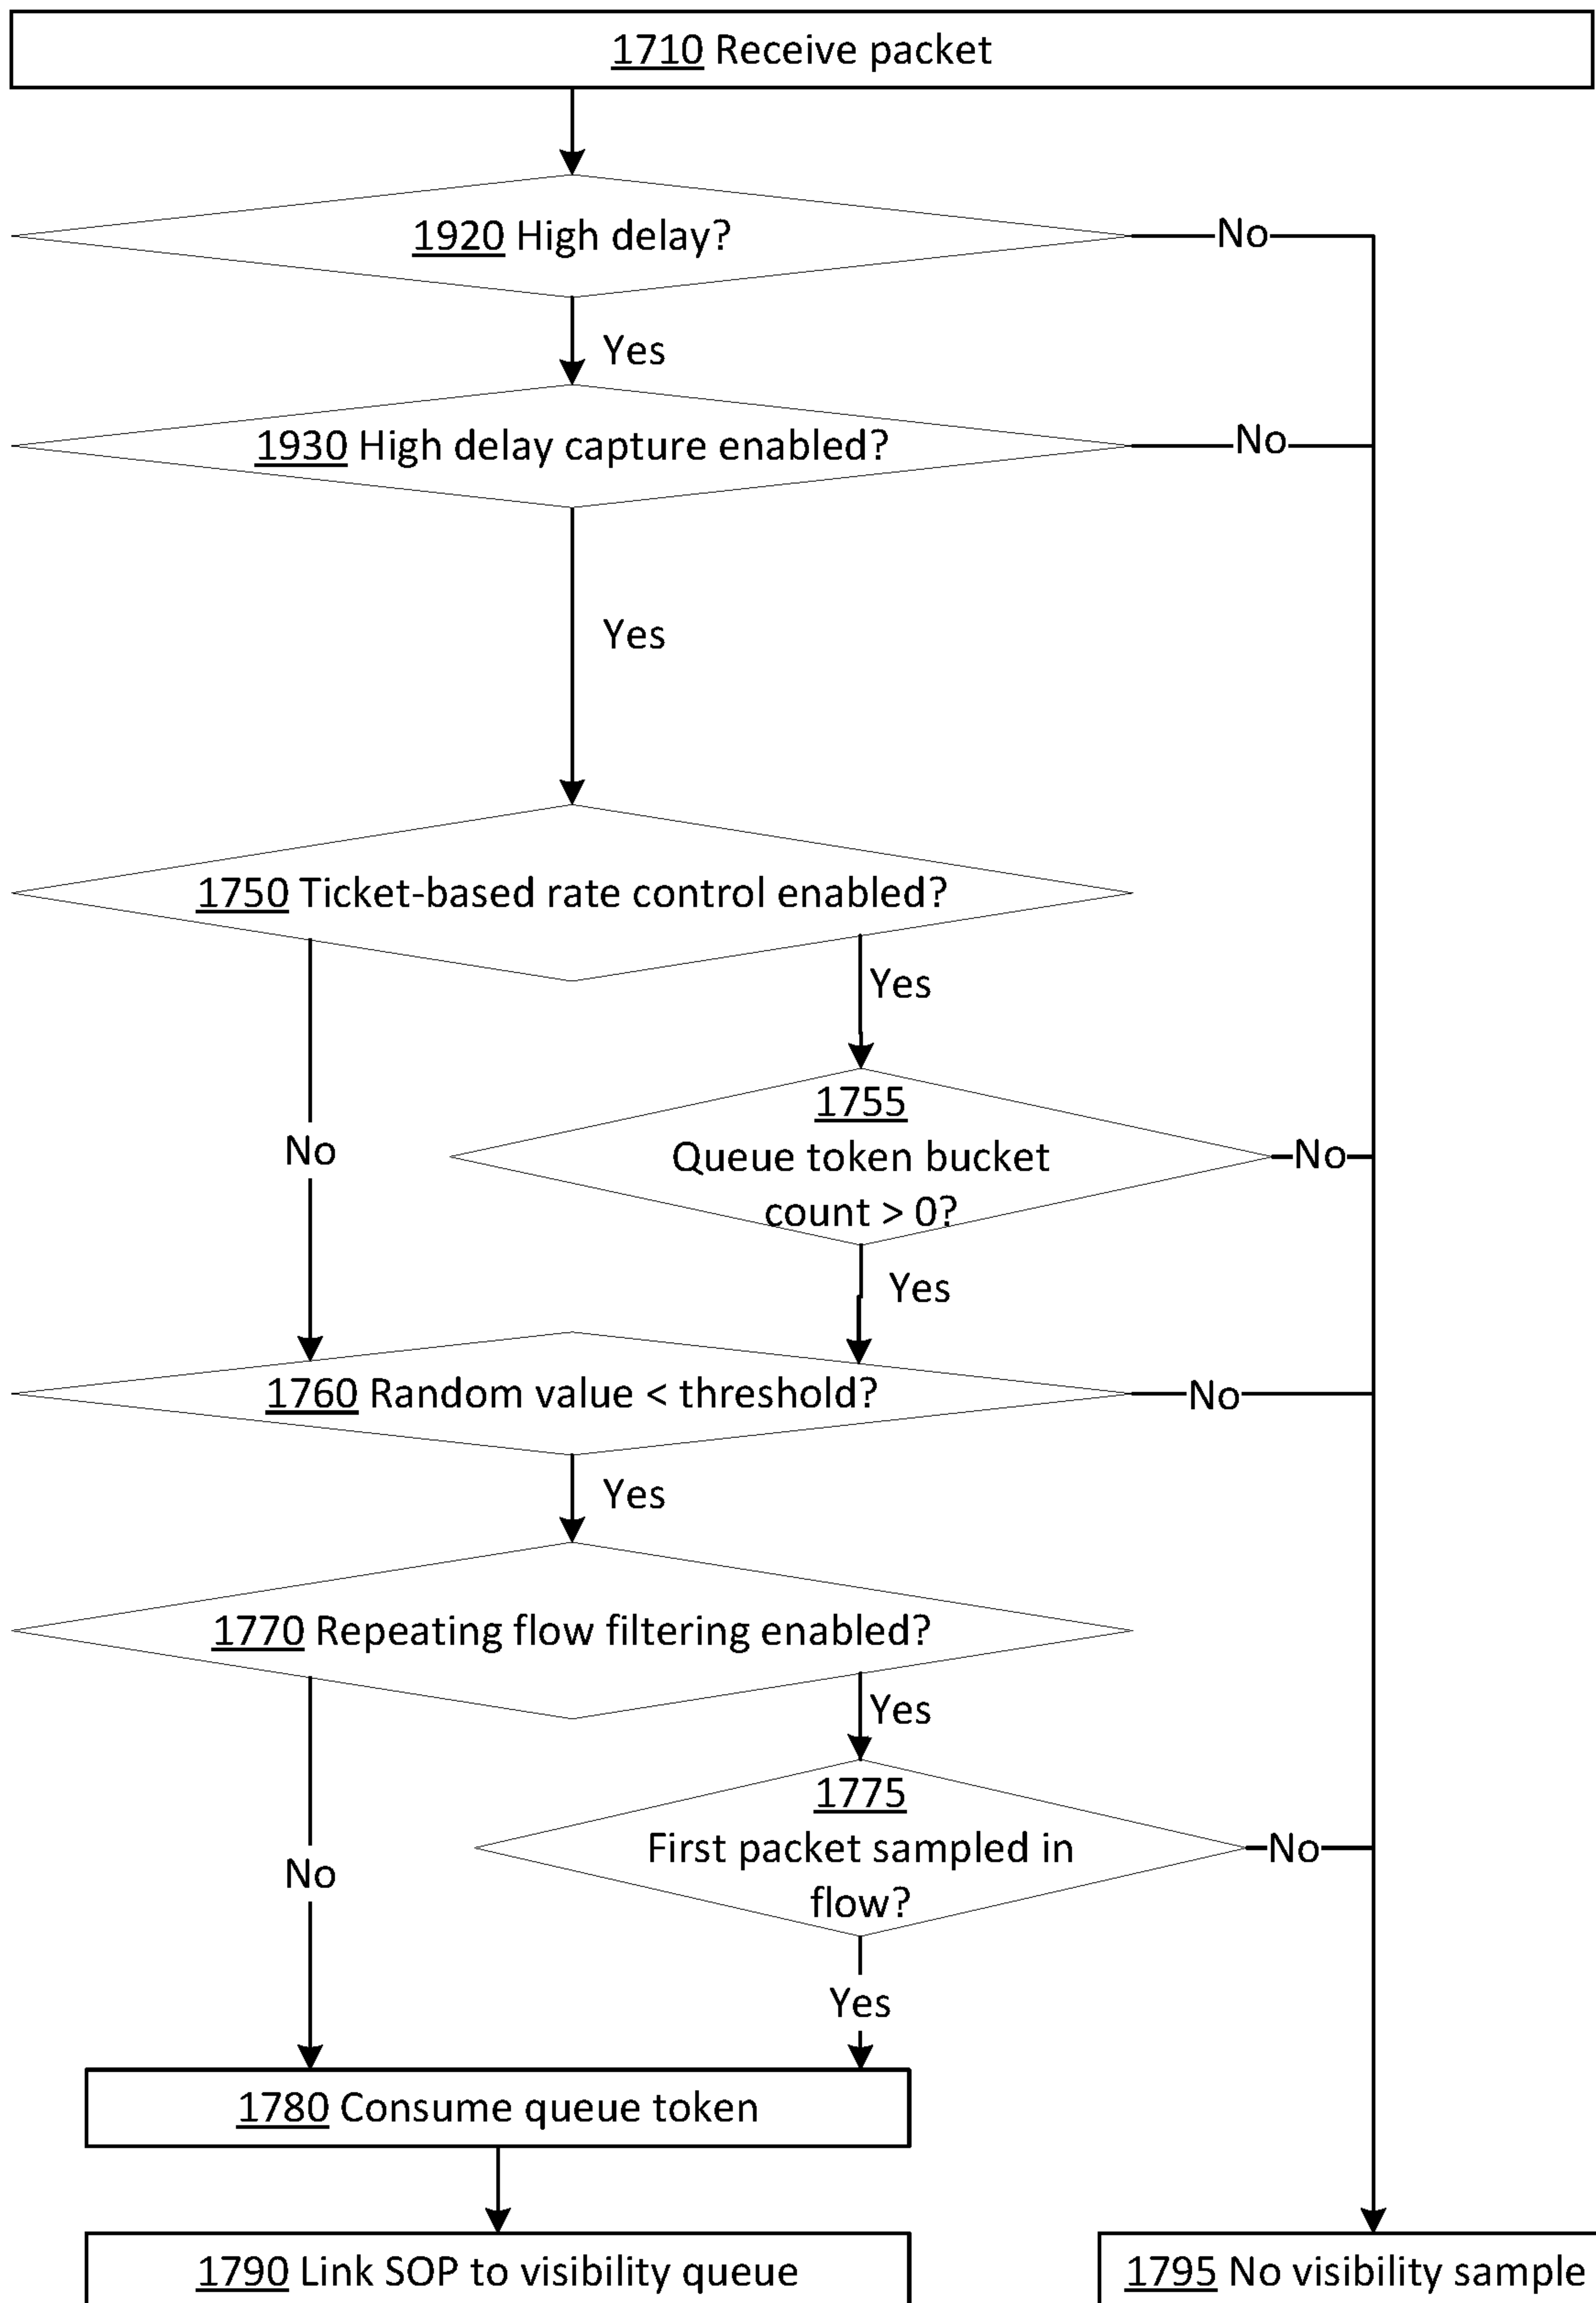 1710 Receive packet
1920 High delay?
No
Yes
1930 High delay capture enabled?
No
Yes
1750 Ticket-based rate control enabled?
Yes
No
1755
Queue token bucket
count > 0?
No
Yes
1760 Random value < threshold?
No
Yes
1770 Repeating flow filtering enabled?
Yes
No
1775
First packet sampled in
flow?
No
Yes
1780 Consume queue token
1790 Link SOP to visibility queue
1795 No visibility sample